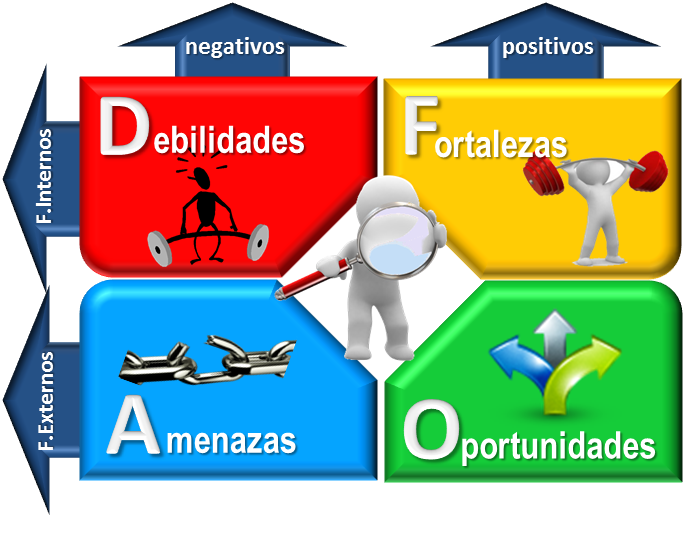 negativos
positivos
F.Internos
Debilidades
Fortalezas
F.Externos
Amenazas
Oportunidades